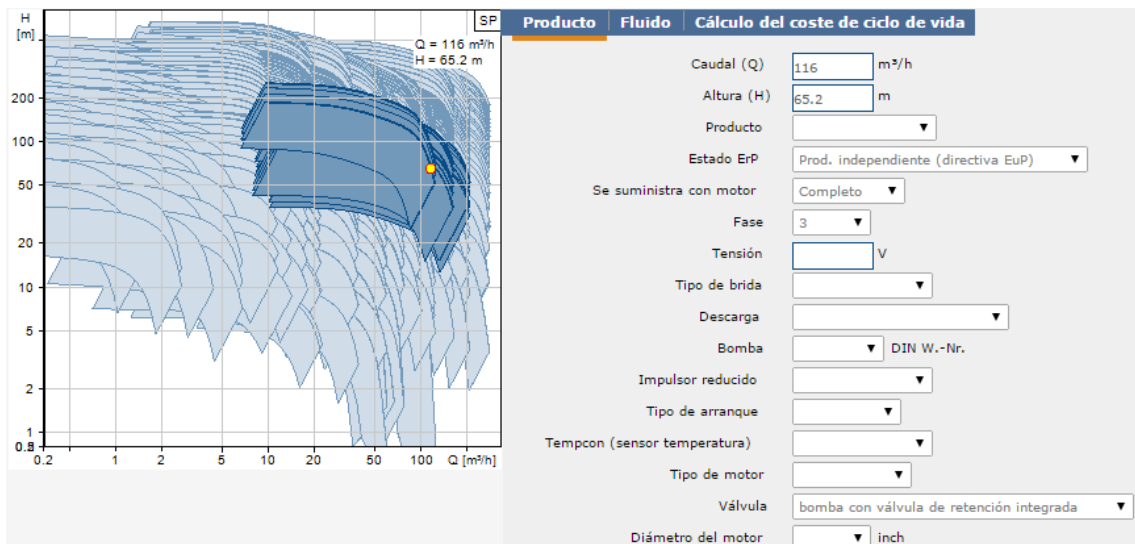 H
[m]
SP
Q = 116 m³/h
H = 65.2 m
200
100
50
20
10
5
2
1
0.5
0.2
1
2
5
10
20
50
100
Q [m³/h]
Producto
Fluido
Cálculo del coste de ciclo de vida
Caudal (Q) 116 m³/h
Altura (H) 65.2 m
Producto
Estado ErP Prod. independiente (directiva EuP)
Se suministra con motor Completo
Fase 3
Tensión V
Tipo de brida
Descarga
Bomba DIN W.-Nr.
Impulsor reducido
Tipo de arranque
Tempcon (sensor temperatura)
Tipo de motor
Válvula bomba con válvula de retención integrada
Diámetro del motor inch